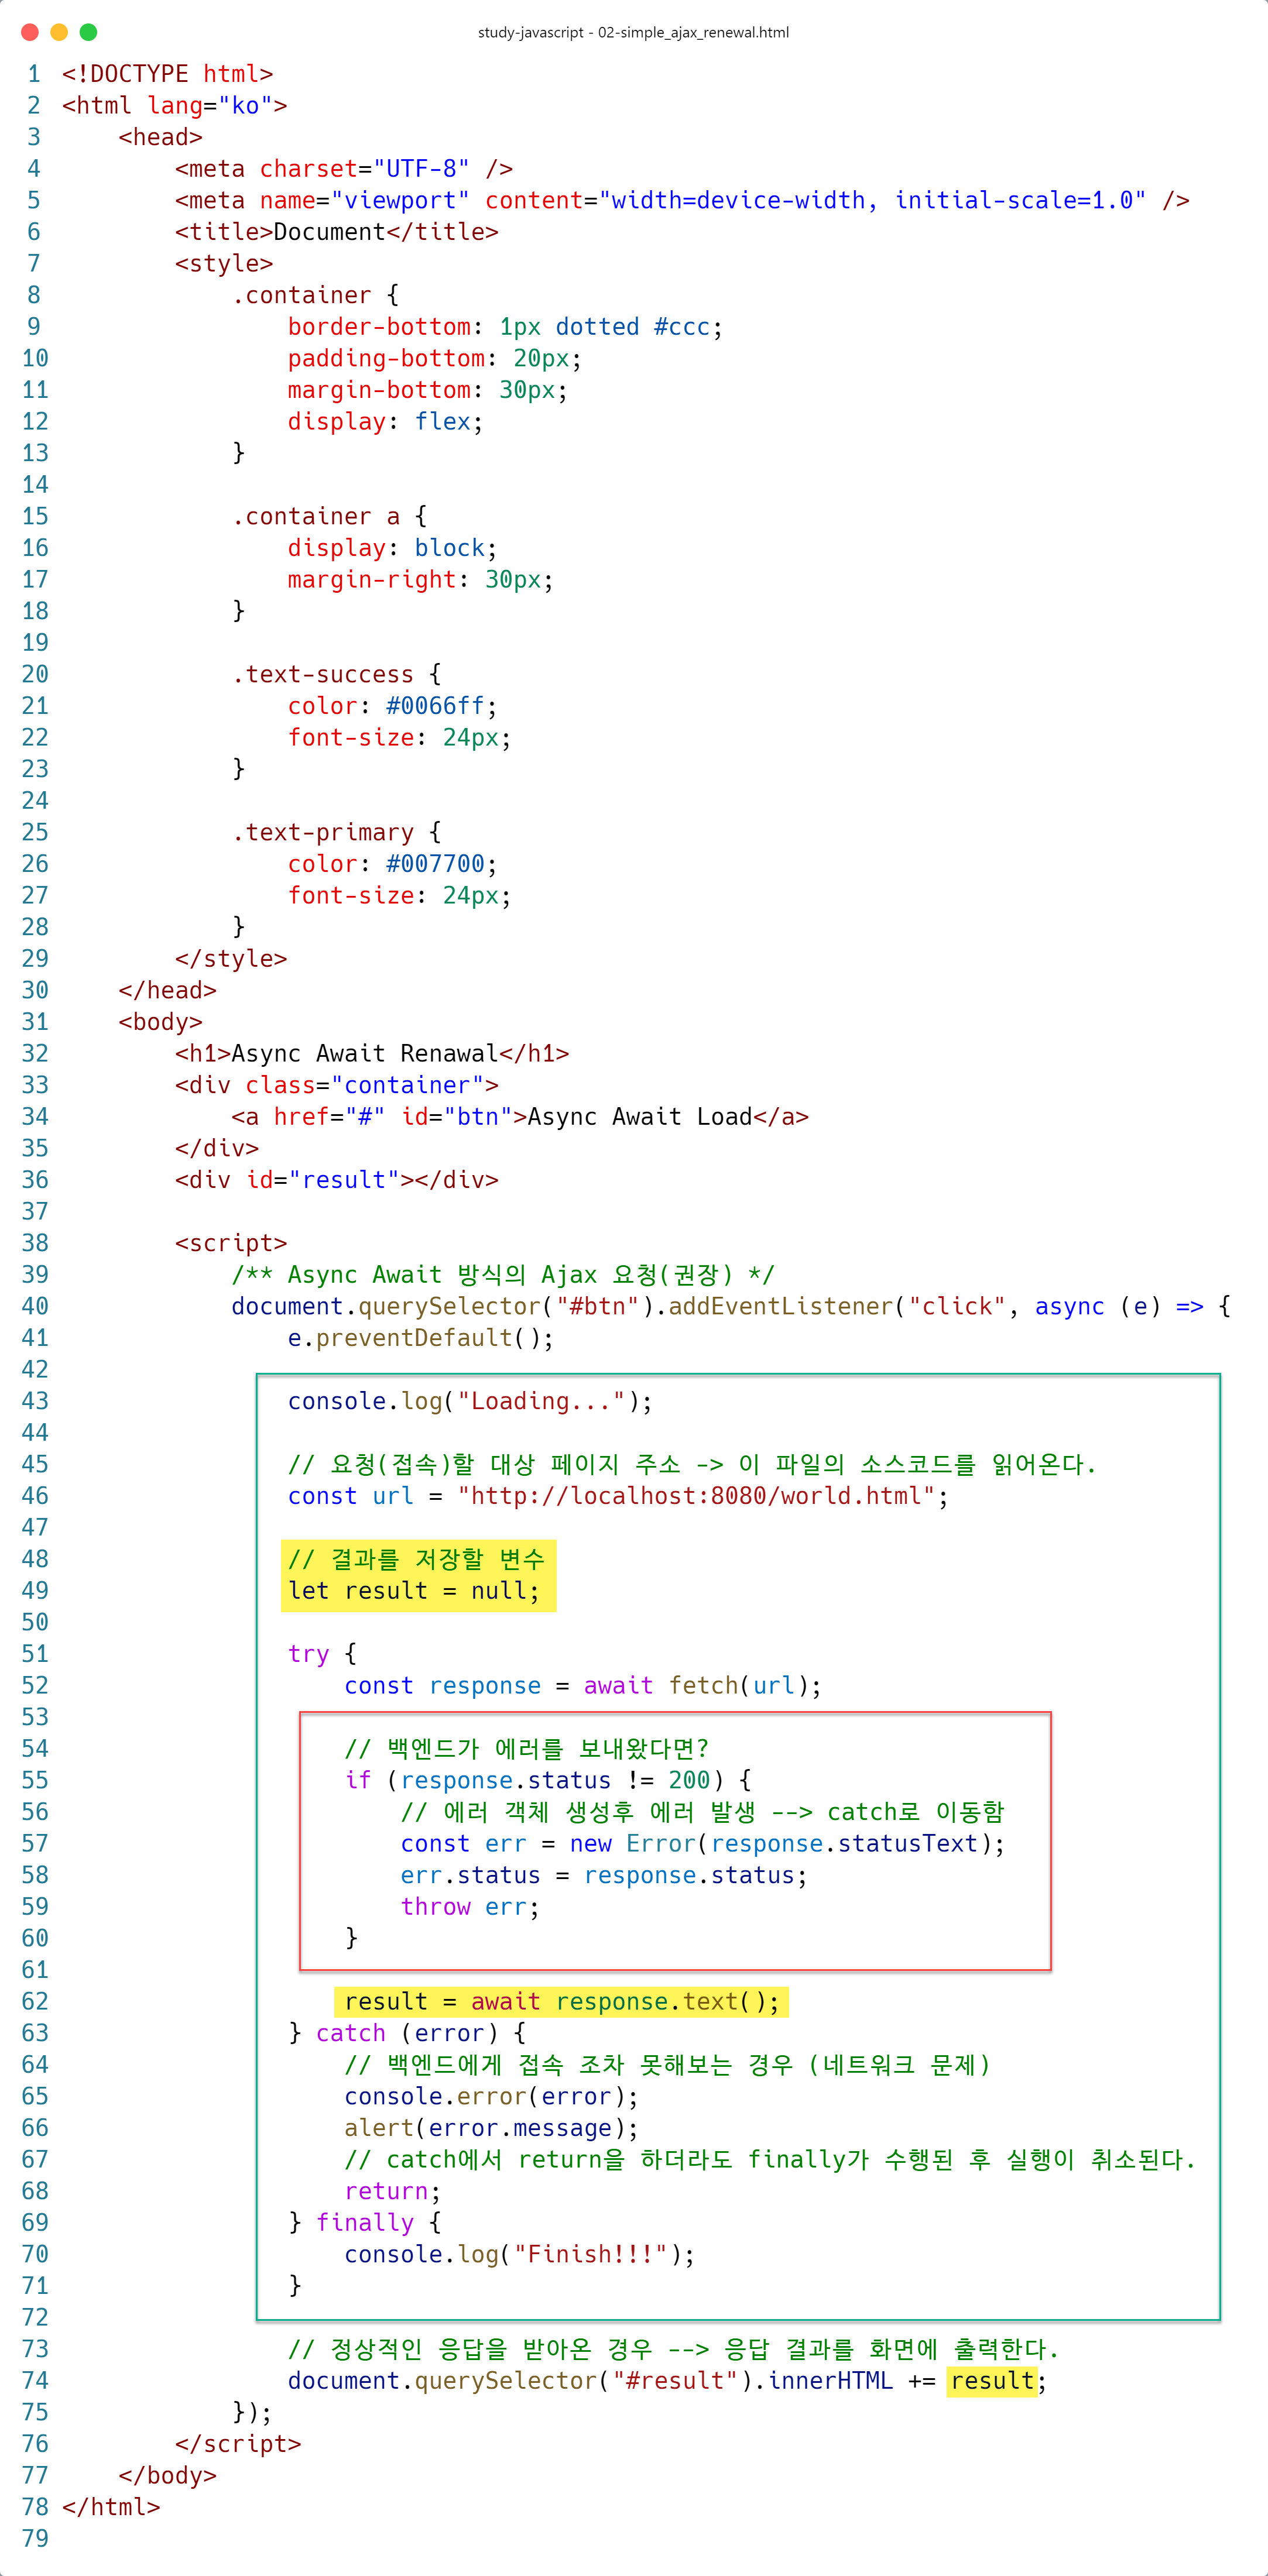 study-javascript - 02-simple_ajax_renewal.html
1 <!DOCTYPE html>
2 <html lang="ko">
3     <head>
4         <meta charset="UTF-8" />
5         <meta name="viewport" content="width=device-width, initial-scale=1.0" />
6         <title>Document</title>
7         <style>
8             .container {
9                 border-bottom: 1px dotted #ccc;
10                 padding-bottom: 20px;
11                 margin-bottom: 30px;
12                 display: flex;
13             }
14
15             .container a {
16                 display: block;
17                 margin-right: 30px;
18             }
19
20             .text-success {
21                 color: #0066ff;
22                 font-size: 24px;
23             }
24
25             .text-primary {
26                 color: #007700;
27                 font-size: 24px;
28             }
29         </style>
30     </head>
31     <body>
32         <h1>Async Await Renawal</h1>
33         <div class="container">
34             <a href="#" id="btn">Async Await Load</a>
35         </div>
36         <div id="result"></div>
37
38         <script>
39             /** Async Await 방식의 Ajax 요청(권장) */
40             document.querySelector("#btn").addEventListener("click", async (e) => {
41                 e.preventDefault();
42
43                 console.log("Loading...");
44
45                 // 요청(접속)할 대상 페이지 주소 -> 이 파일의 소스코드를 읽어온다.
46                 const url = "http://localhost:8080/world.html";
47
48                 // 결과를 저장할 변수
49                 let result = null;
50
51                 try {
52                     const response = await fetch(url);
53
54                     // 백엔드가 에러를 보내왔다면?
55                     if (response.status != 200) {
56                         // 에러 객체 생성후 에러 발생 --> catch로 이동함
57                         const err = new Error(response.statusText);
58                         err.status = response.status;
59                         throw err;
60                     }
61
62                     result = await response.text();
63                 } catch (error) {
64                     // 백엔드에게 접속 조차 못해보는 경우 (네트워크 문제)
65                     console.error(error);
66                     alert(error.message);
67                     // catch에서 return을 하더라도 finally가 수행된 후 실행이 취소된다.
68                     return;
69                 } finally {
70                     console.log("Finish!!!");
71                 }
72
73                 // 정상적인 응답을 받아온 경우 --> 응답 결과를 화면에 출력한다.
74                 document.querySelector("#result").innerHTML += result;
75             });
76         </script>
77     </body>
78 </html>
79